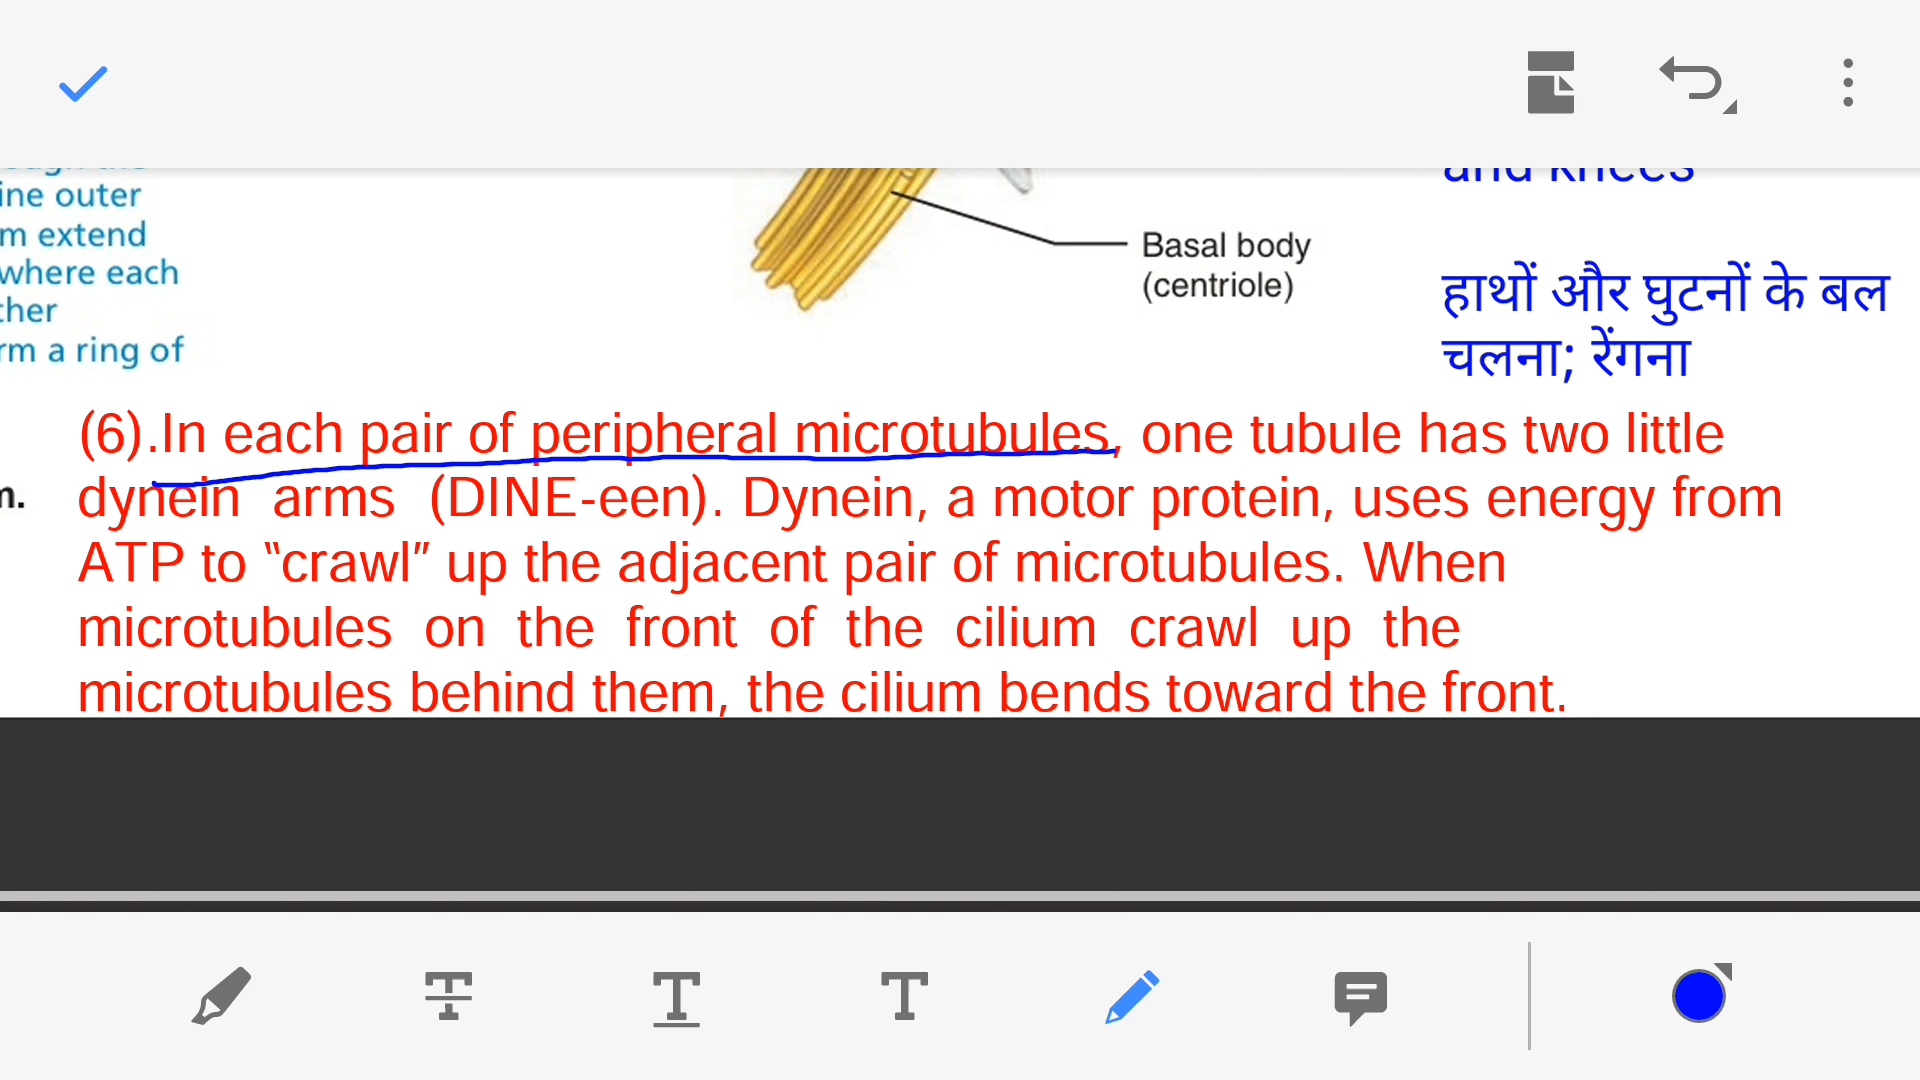 ine outer
m extend
where each
ther
rm a ring of
m.
Basal body
(centriole)
and knees
हाथों और घुटनों के बल
चलना; रेंगना
(6).In each pair of peripheral microtubules, one tubule has two little
dynein arms (DINE-een). Dynein, a motor protein, uses energy from
ATP to “crawl” up the adjacent pair of microtubules. When
microtubules on the front of the cilium crawl up the
microtubules behind them, the cilium bends toward the front.